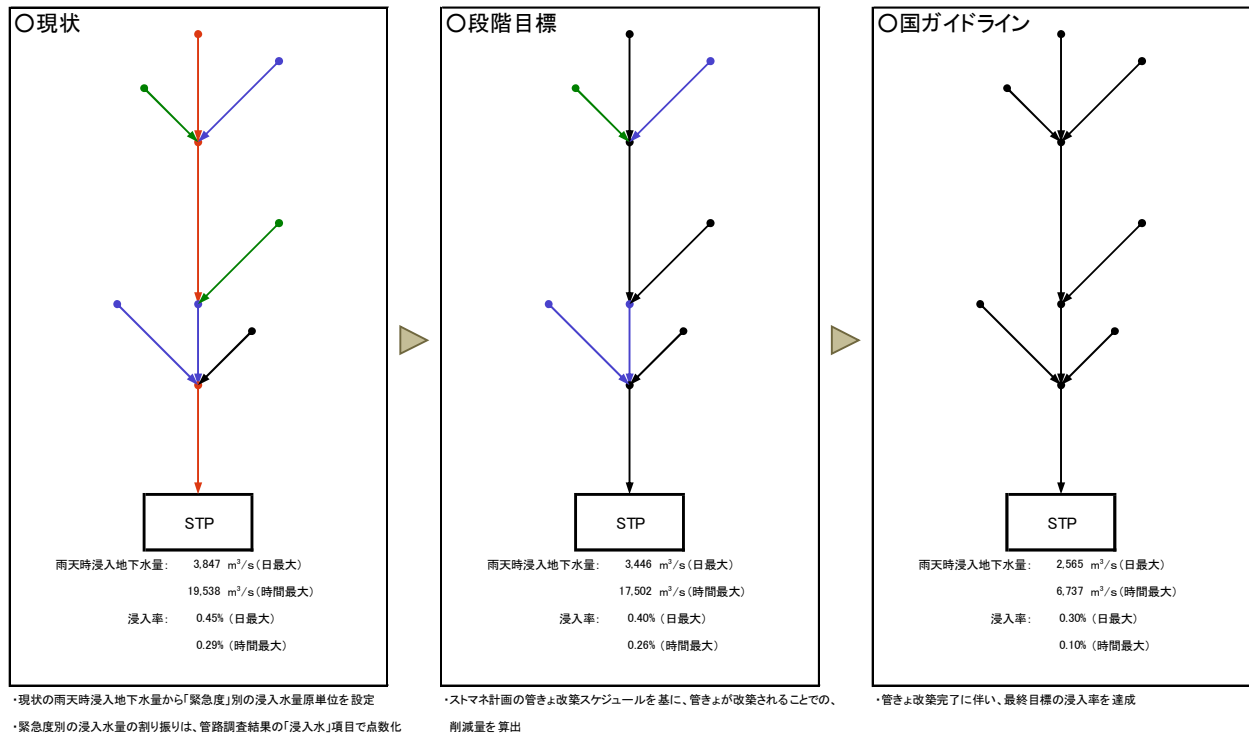 ○現状
STP
雨天時浸入地下水量: 3,847 m³/s(日最大)
19,538 m³/s(時間最大)
浸入率: 0.45% (日最大)
0.29% (時間最大)
・現状の雨天時浸入地下水量から「緊急度」別の浸入水量原単位を設定
・緊急度別の浸入水量の割り振りは、管路調査結果の「浸入水」項目で点数化
○段階目標
STP
雨天時浸入地下水量: 3,446 m³/s(日最大)
17,502 m³/s(時間最大)
浸入率: 0.40% (日最大)
0.26% (時間最大)
・ストマネ計画の管きょ改築スケジュールを基に、管きょが改築されることでの、
削減量を算出
○国ガイドライン
STP
雨天時浸入地下水量: 2,565 m³/s(日最大)
6,737 m³/s(時間最大)
浸入率: 0.30% (日最大)
0.10% (時間最大)
・管きょ改築完了に伴い、最終目標の浸入率を達成